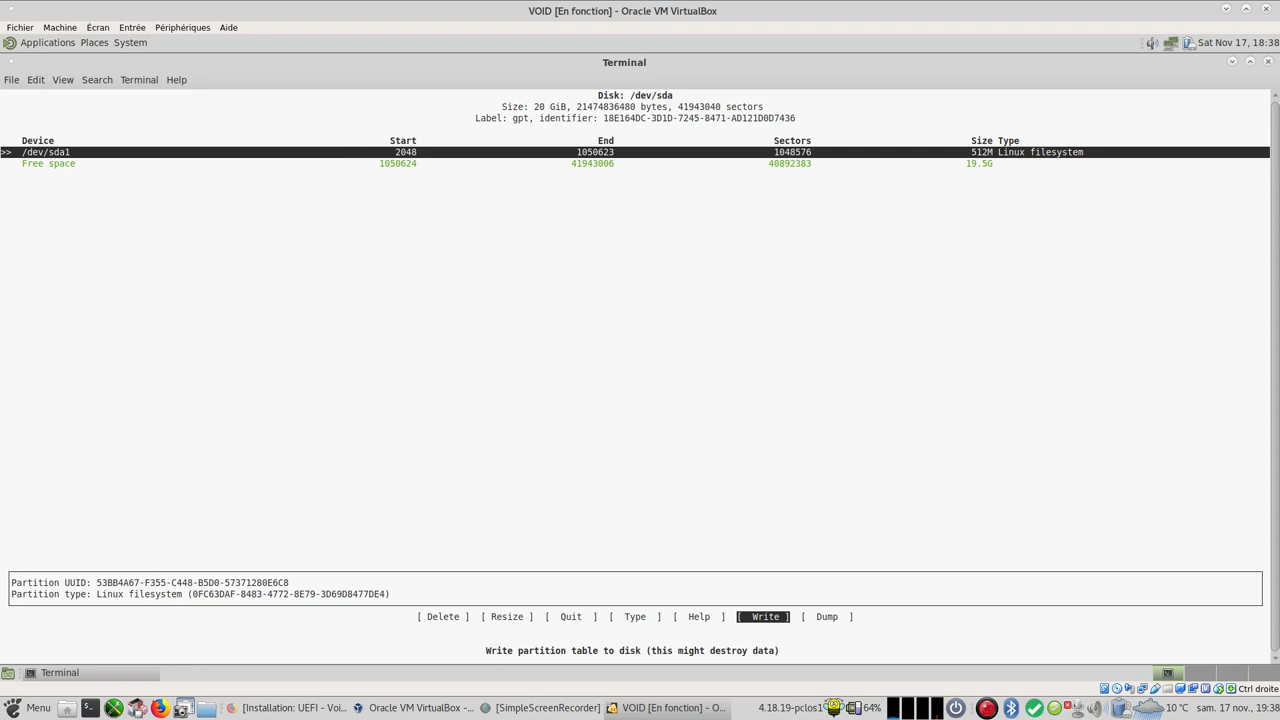 VOID [En fonction] - Oracle VM VirtualBox
Fichier Machine Écran Entrée Périphériques Aide
Applications Places System Sat Nov 17, 18:38
Terminal
File Edit View Search Terminal Help
Disk: /dev/sda
Size: 20 GiB, 21474836480 bytes, 41943040 sectors
Label: gpt, identifier: 18E164DC-3D1D-7245-8471-AD121D0D7436
Device Start End Sectors Size Type
>> /dev/sda1 2048 1050623 1048576 512M Linux filesystem
Free space 1050624 41943006 40892383 19.5G
Partition UUID: 53BB4A67-F355-C448-B5D0-57371280E6C8
Partition type: Linux filesystem (0FC63DAF-8483-4772-8E79-3D69D8477DE4)
[ Delete ] [ Resize ] [ Quit ] [ Type ] [ Help ] [ Write ] [ Dump ]
Write partition table to disk (this might destroy data)
Terminal
Ctrl droite
Menu [Installation: UEFI - Voi... Oracle VM VirtualBox -... [SimpleScreenRecorder] VOID [En fonction] - O... 4.18.19-pclos1 64% 10 °C sam. 17 nov., 19:38